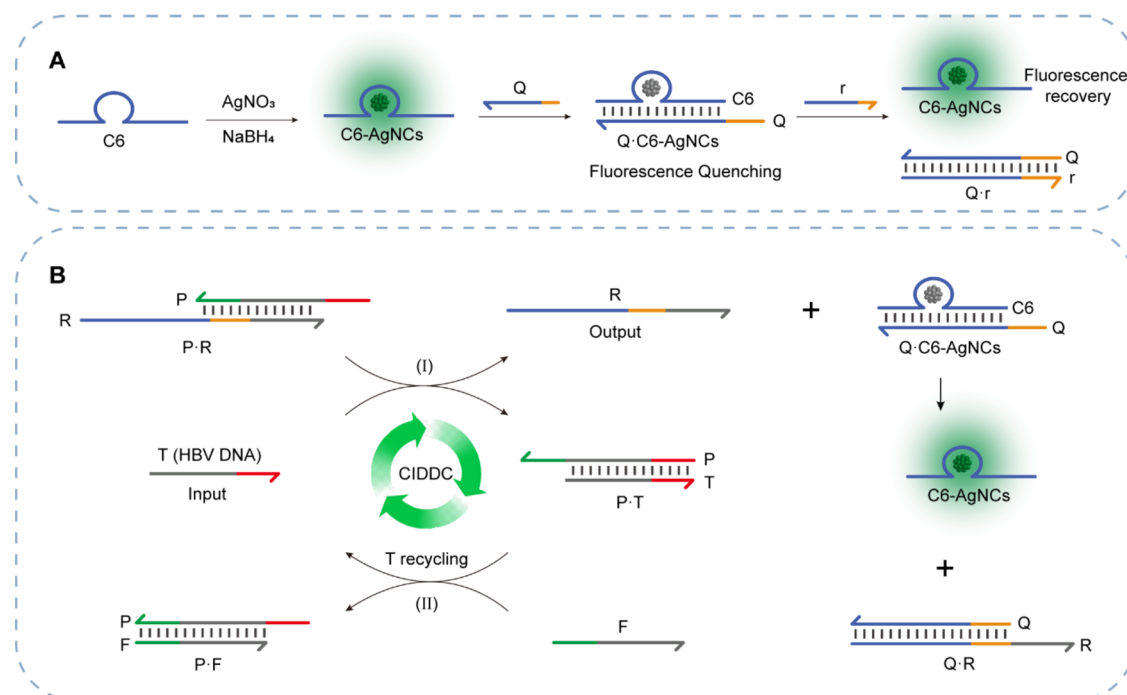 A
C6
AgNO₃
NaBH₄
C6-AgNCs
Q
C6
Q
Q·C6-AgNCs
Fluorescence Quenching
r
C6-AgNCs
Fluorescence
recovery
Q
r
Q·r
B
P
R
P·R
(I)
R
Output
+
C6
Q
Q·C6-AgNCs
T (HBV DNA)
Input
CIDDC
P
T
P·T
C6-AgNCs
T recycling
(II)
+
P
F
P·F
F
Q
R
Q·R